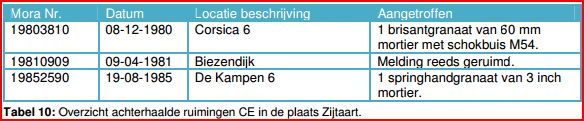 Mora Nr. Datum Locatie beschrijving Aangetroffen
19803810 08-12-1980 Corsica 6 1 brisantgranaat van 60 mm
mortier met schokbuis M54.
19810909 09-04-1981 Biezendijk Melding reeds geruimd.
19852590 19-08-1985 De Kampen 6 1 springhandgranaat van 3 inch
mortier.
Tabel 10: Overzicht achterhaalde ruimingen CE in de plaats Zijtaart.